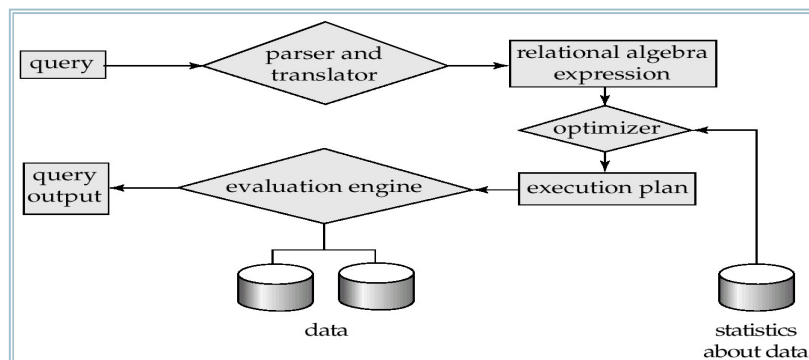 query
parser and
translator
relational algebra
expression
optimizer
query
output
evaluation engine
execution plan
data
statistics
about data